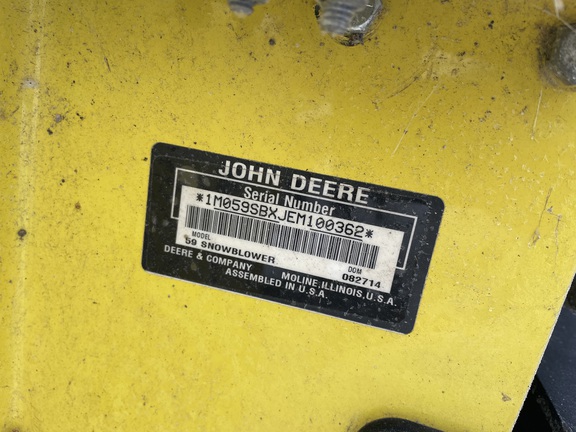 JOHN DEERE
Serial Number
*1M059SBXJEM100362*
MODEL
59 SNOWBLOWER
DOM
082714
DEERE & COMPANY MOLINE, ILLINOIS, U.S.A.
ASSEMBLED IN U.S.A.